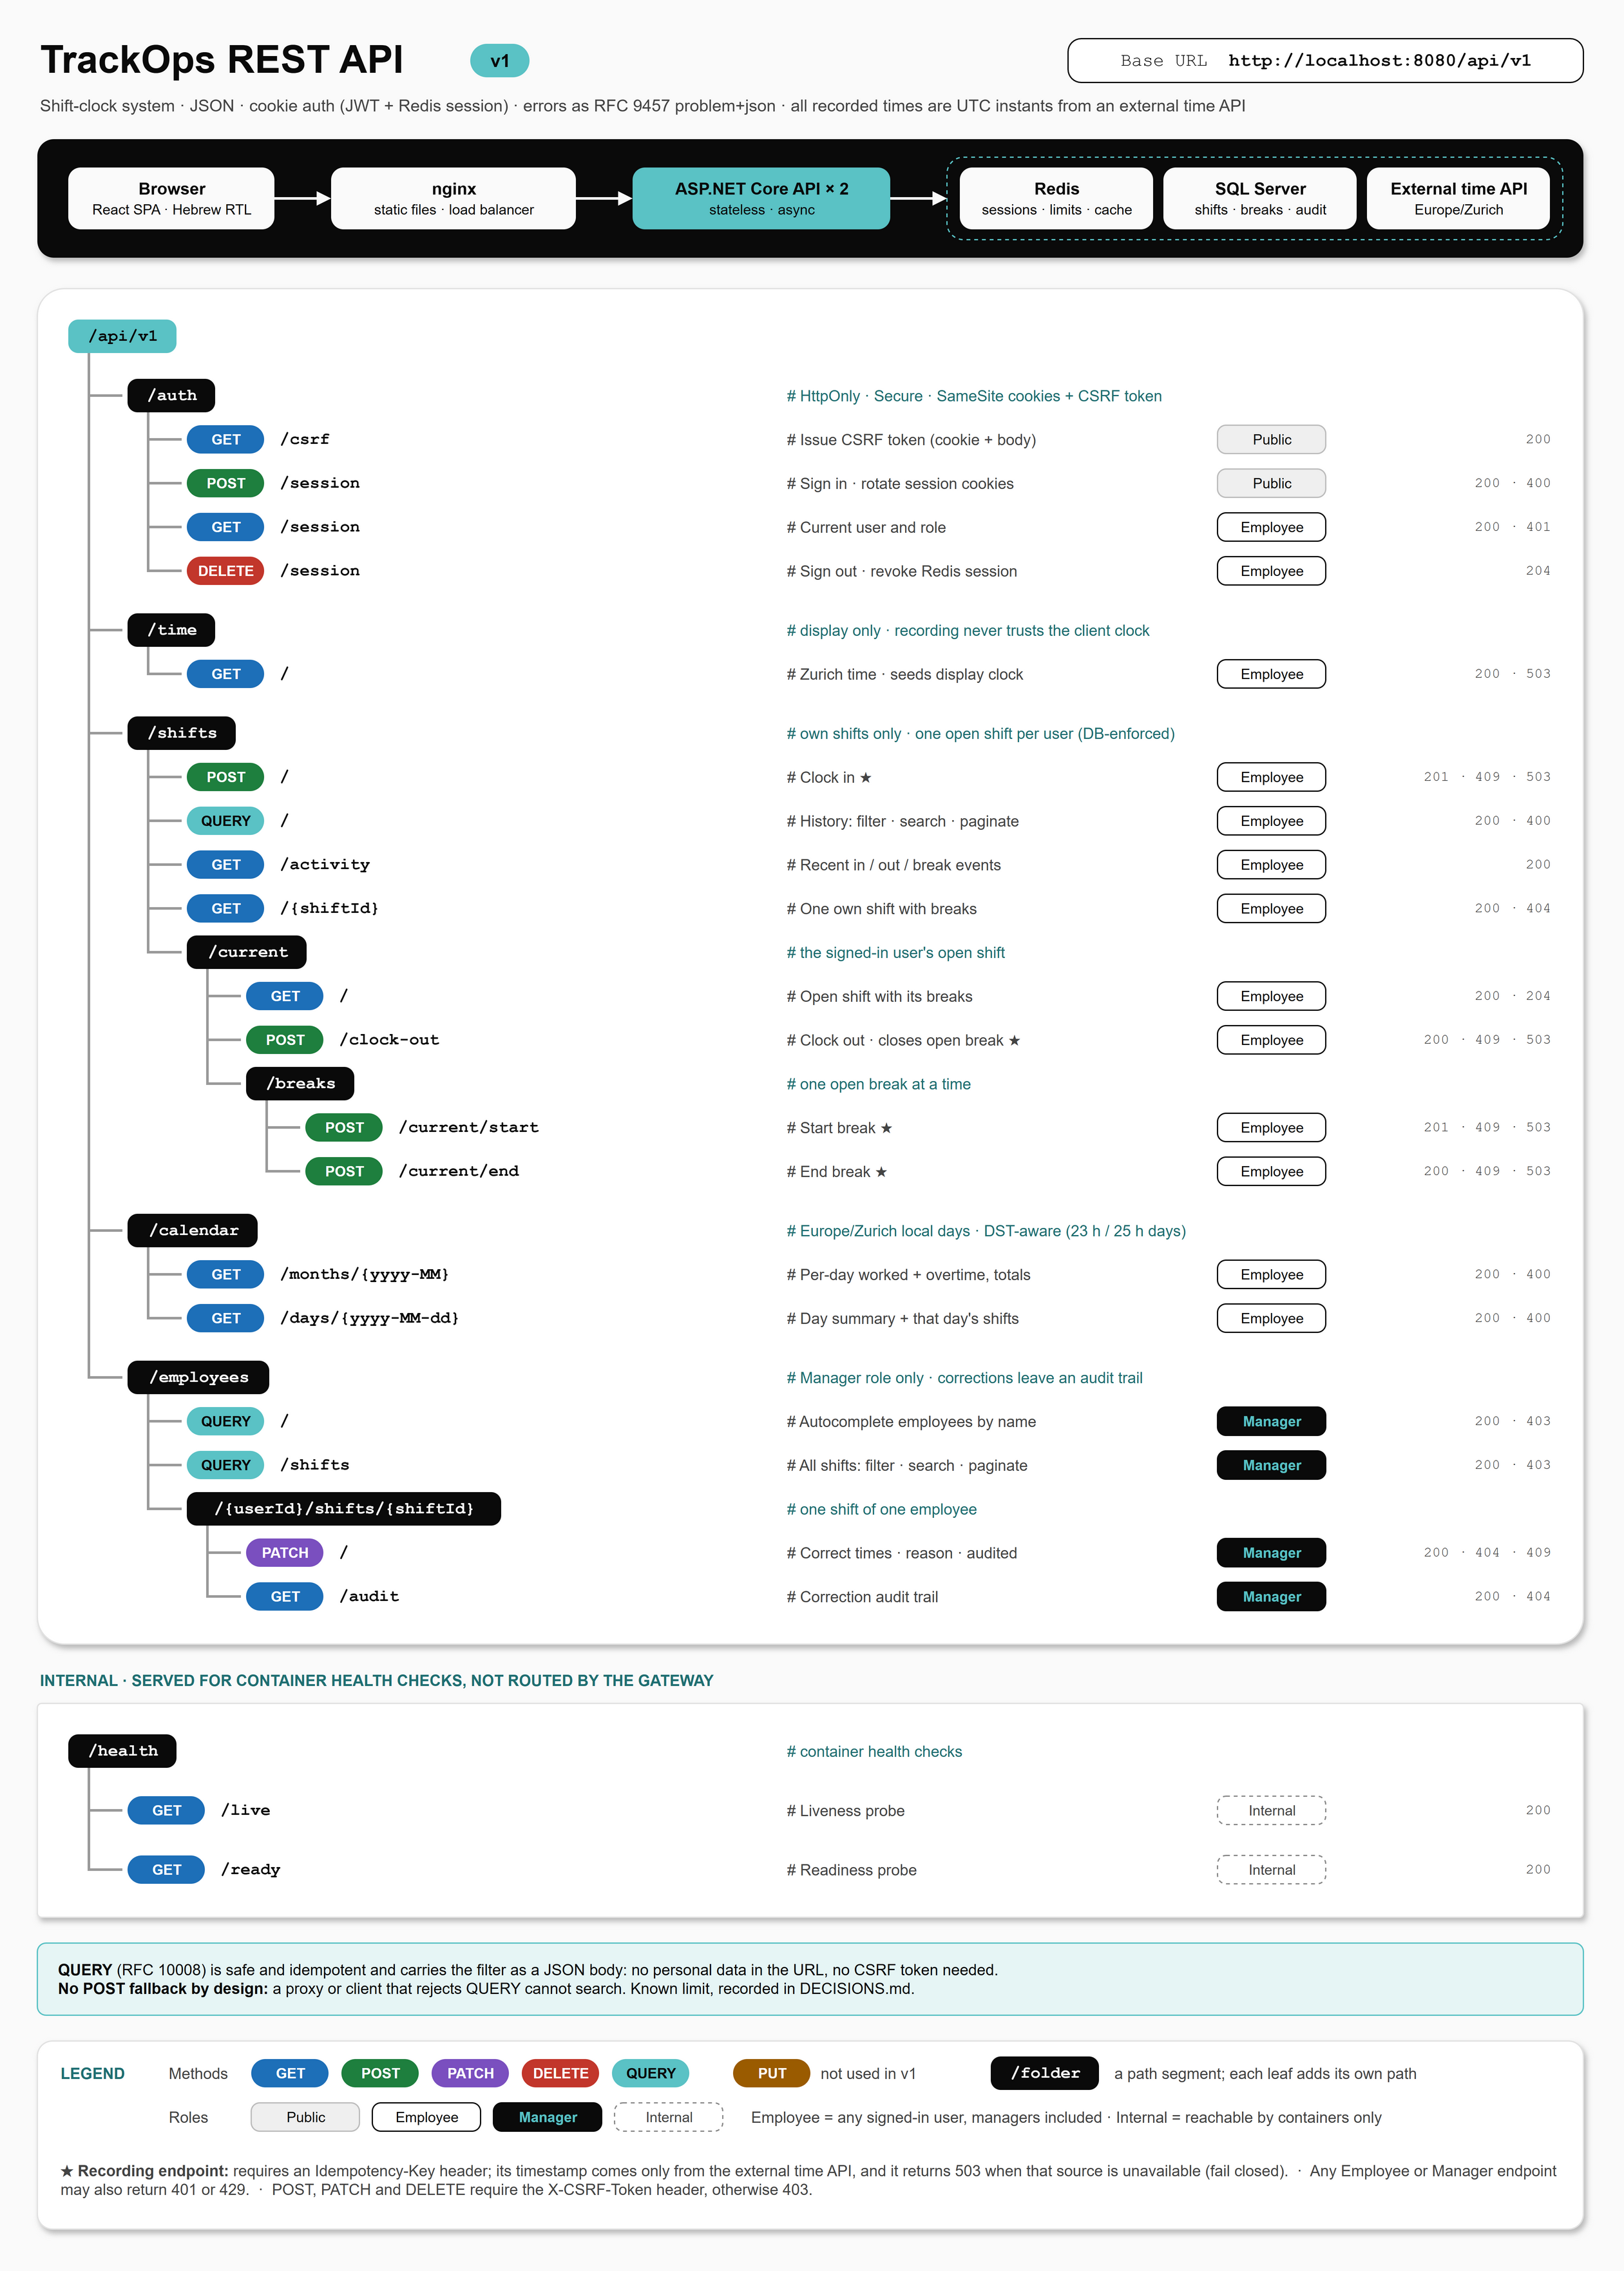 TrackOps REST API v1 Base URL http://localhost:8080/api/v1
Shift-clock system · JSON · cookie auth (JWT + Redis session) · errors as RFC 9457 problem+json · all recorded times are UTC instants from an external time API
Browser
React SPA · Hebrew RTL
nginx
static files · load balancer
ASP.NET Core API × 2
stateless · async
Redis
sessions · limits · cache
SQL Server
shifts · breaks · audit
External time API
Europe/Zurich
/api/v1
/auth # HttpOnly · Secure · SameSite cookies + CSRF token
GET /csrf # Issue CSRF token (cookie + body) Public 200
POST /session # Sign in · rotate session cookies Public 200 · 400
GET /session # Current user and role Employee 200 · 401
DELETE /session # Sign out · revoke Redis session Employee 204
/time # display only · recording never trusts the client clock
GET / # Zurich time · seeds display clock Employee 200 · 503
/shifts # own shifts only · one open shift per user (DB-enforced)
POST / # Clock in ★ Employee 201 · 409 · 503
QUERY / # History: filter · search · paginate Employee 200 · 400
GET /activity # Recent in / out / break events Employee 200
GET /{shiftId} # One own shift with breaks Employee 200 · 404
/current # the signed-in user's open shift
GET / # Open shift with its breaks Employee 200 · 204
POST /clock-out # Clock out · closes open break ★ Employee 200 · 409 · 503
/breaks # one open break at a time
POST /current/start # Start break ★ Employee 201 · 409 · 503
POST /current/end # End break ★ Employee 200 · 409 · 503
/calendar # Europe/Zurich local days · DST-aware (23 h / 25 h days)
GET /months/{yyyy-MM} # Per-day worked + overtime, totals Employee 200 · 400
GET /days/{yyyy-MM-dd} # Day summary + that day's shifts Employee 200 · 400
/employees # Manager role only · corrections leave an audit trail
QUERY / # Autocomplete employees by name Manager 200 · 403
QUERY /shifts # All shifts: filter · search · paginate Manager 200 · 403
/{userId}/shifts/{shiftId} # one shift of one employee
PATCH / # Correct times · reason · audited Manager 200 · 404 · 409
GET /audit # Correction audit trail Manager 200 · 404
INTERNAL · SERVED FOR CONTAINER HEALTH CHECKS, NOT ROUTED BY THE GATEWAY
/health # container health checks
GET /live # Liveness probe Internal 200
GET /ready # Readiness probe Internal 200
QUERY (RFC 10008) is safe and idempotent and carries the filter as a JSON body: no personal data in the URL, no CSRF token needed.
No POST fallback by design: a proxy or client that rejects QUERY cannot search. Known limit, recorded in DECISIONS.md.
LEGEND Methods GET POST PATCH DELETE QUERY PUT not used in v1 /folder a path segment; each leaf adds its own path
Roles Public Employee Manager Internal Employee = any signed-in user, managers included · Internal = reachable by containers only
★ Recording endpoint: requires an Idempotency-Key header; its timestamp comes only from the external time API, and it returns 503 when that source is unavailable (fail closed). · Any Employee or Manager endpoint
may also return 401 or 429. · POST, PATCH and DELETE require the X-CSRF-Token header, otherwise 403.